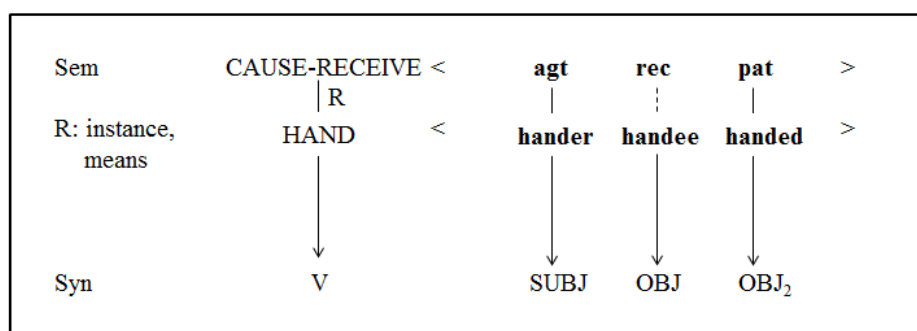 Sem CAUSE-RECEIVE < agt rec pat >
R
R: instance, HAND < hander handee handed >
means
Syn V SUBJ OBJ OBJ₂